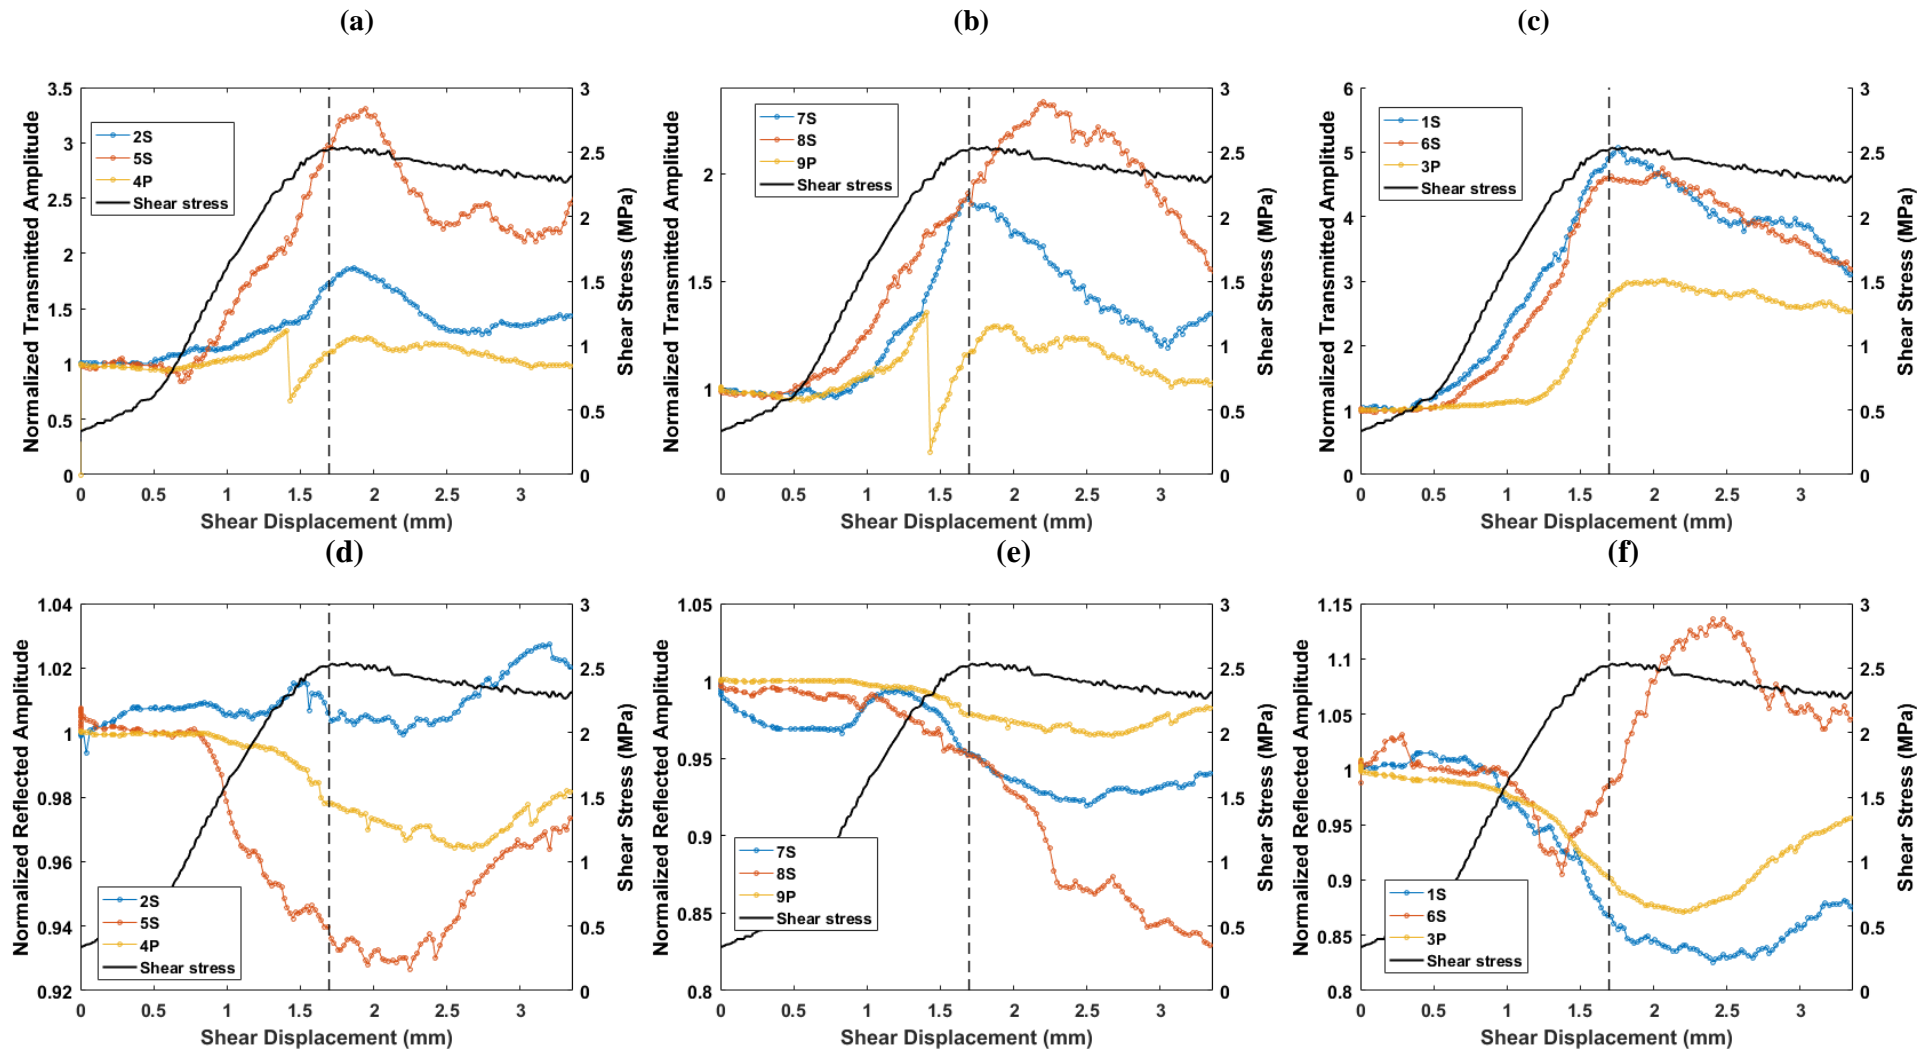 (a)
3.5
3
2.5
2
1.5
1
0.5
0
3
2.5
2
1.5
1
0.5
0
0
0.5
1
1.5
2
2.5
3
Normalized Transmitted Amplitude
Shear Stress (MPa)
Shear Displacement (mm)
2S
5S
4P
Shear stress
(b)
2
1.5
1
3
2.5
2
1.5
1
0.5
0
0
0.5
1
1.5
2
2.5
3
Normalized Transmitted Amplitude
Shear Stress (MPa)
Shear Displacement (mm)
7S
8S
9P
Shear stress
(c)
6
5
4
3
2
1
0
3
2.5
2
1.5
1
0.5
0
0
0.5
1
1.5
2
2.5
3
Normalized Transmitted Amplitude
Shear Stress (MPa)
Shear Displacement (mm)
1S
6S
3P
Shear stress
(d)
1.04
1.02
1
0.98
0.96
0.94
0.92
3
2.5
2
1.5
1
0.5
0
0
0.5
1
1.5
2
2.5
3
Normalized Reflected Amplitude
Shear Stress (MPa)
Shear Displacement (mm)
2S
5S
4P
Shear stress
(e)
1.05
1
0.95
0.9
0.85
0.8
3
2.5
2
1.5
1
0.5
0
0
0.5
1
1.5
2
2.5
3
Normalized Reflected Amplitude
Shear Stress (MPa)
Shear Displacement (mm)
7S
8S
9P
Shear stress
(f)
1.15
1.1
1.05
1
0.95
0.9
0.85
0.8
3
2.5
2
1.5
1
0.5
0
0
0.5
1
1.5
2
2.5
3
Normalized Reflected Amplitude
Shear Stress (MPa)
Shear Displacement (mm)
1S
6S
3P
Shear stress